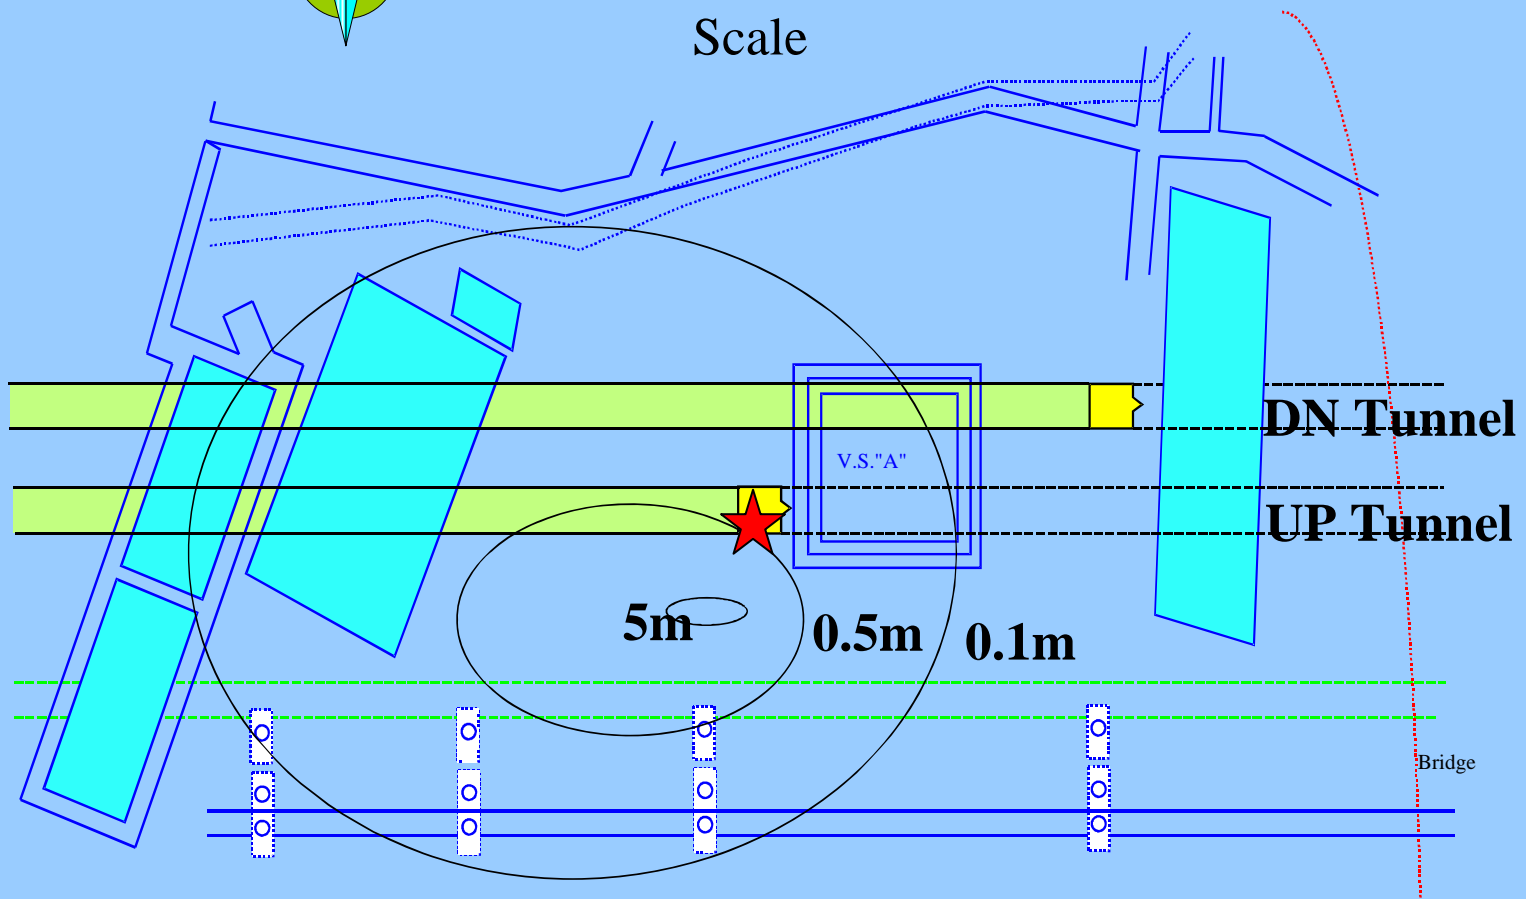 Scale
DN Tunnel
V.S."A"
UP Tunnel
5m
0.5m
0.1m
Bridge